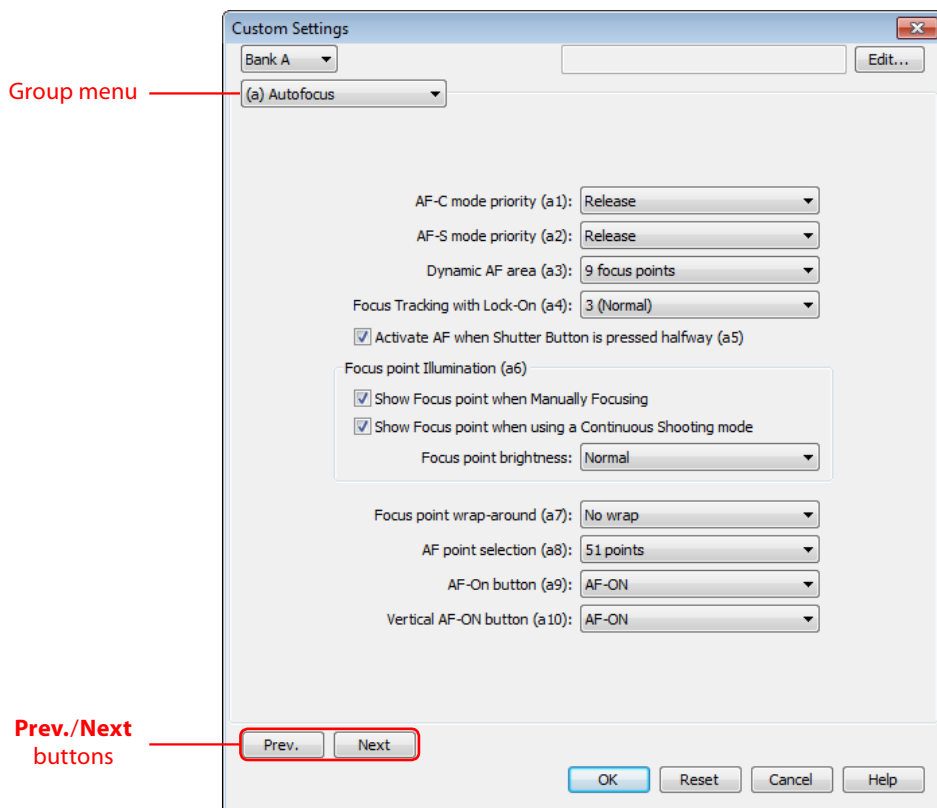 Custom Settings
Bank A
Edit...
Group menu
(a) Autofocus
AF-C mode priority (a1): Release
AF-S mode priority (a2): Release
Dynamic AF area (a3): 9 focus points
Focus Tracking with Lock-On (a4): 3 (Normal)
Activate AF when Shutter Button is pressed halfway (a5)
Focus point Illumination (a6)
Show Focus point when Manually Focusing
Show Focus point when using a Continuous Shooting mode
Focus point brightness: Normal
Focus point wrap-around (a7): No wrap
AF point selection (a8): 51 points
AF-On button (a9): AF-ON
Vertical AF-ON button (a10): AF-ON
Prev./Next
buttons
Prev. Next
OK Reset Cancel Help